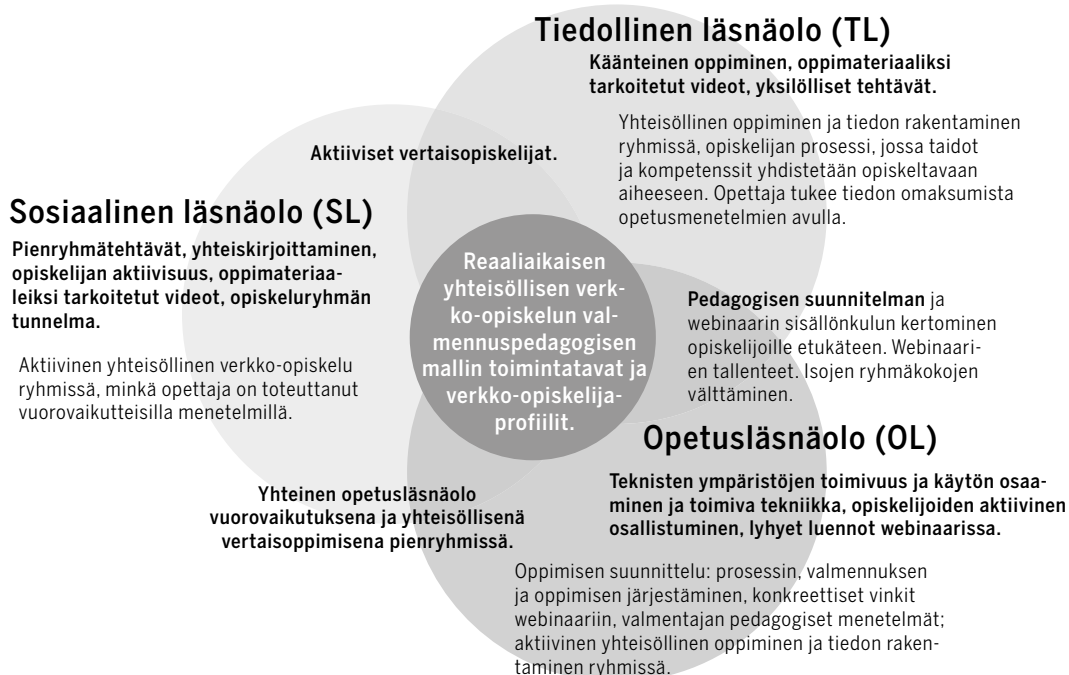 Tiedollinen läsnäolo (TL)
Käänteinen oppiminen, oppimateriaaliksi
tarkoitetut videot, yksilölliset tehtävät.
Yhteisöllinen oppiminen ja tiedon rakentaminen
ryhmissä, opiskelijan prosessi, jossa taidot
ja kompetenssit yhdistetään opiskeltavaan
aiheeseen. Opettaja tukee tiedon omaksumista
opetusmenetelmien avulla.
Aktiiviset vertaisopiskelijat.
Sosiaalinen läsnäolo (SL)
Pienryhmätehtävät, yhteiskirjoittaminen,
opiskelijan aktiivisuus, oppimateriaa-
leiksi tarkoitetut videot, opiskeluryhmän
tunnelma.
Aktiivinen yhteisöllinen verkko-opiskelu
ryhmissä, minkä opettaja on toteuttanut
vuorovaikutteisilla menetelmillä.
Reaaliaikaisen
yhteisöllisen verk-
ko-opiskelun val-
mennuspedagogisen
mallin toimintatavat ja
verkko-opiskelija-
profiilit.
Pedagogisen suunnitelman ja
webinaarin sisällönkulun kertominen
opiskelijoille etukäteen. Webinaari-
en tallenteet. Isojen ryhmäkokojen
välttäminen.
Opetusläsnäolo (OL)
Teknisten ympäristöjen toimivuus ja käytön osaa-
minen ja toimiva tekniikka, opiskelijoiden aktiivinen
osallistuminen, lyhyet luennot webinaarissa.
Yhteinen opetusläsnäolo
vuorovaikutuksena ja yhteisöllisenä
vertaisoppimisena pienryhmissä.
Oppimisen suunnittelu: prosessin, valmennuksen
ja oppimisen järjestäminen, konkreettiset vinkit
webinaariin, valmentajan pedagogiset menetelmät;
aktiivinen yhteisöllinen oppiminen ja tiedon raken-
taminen ryhmissä.